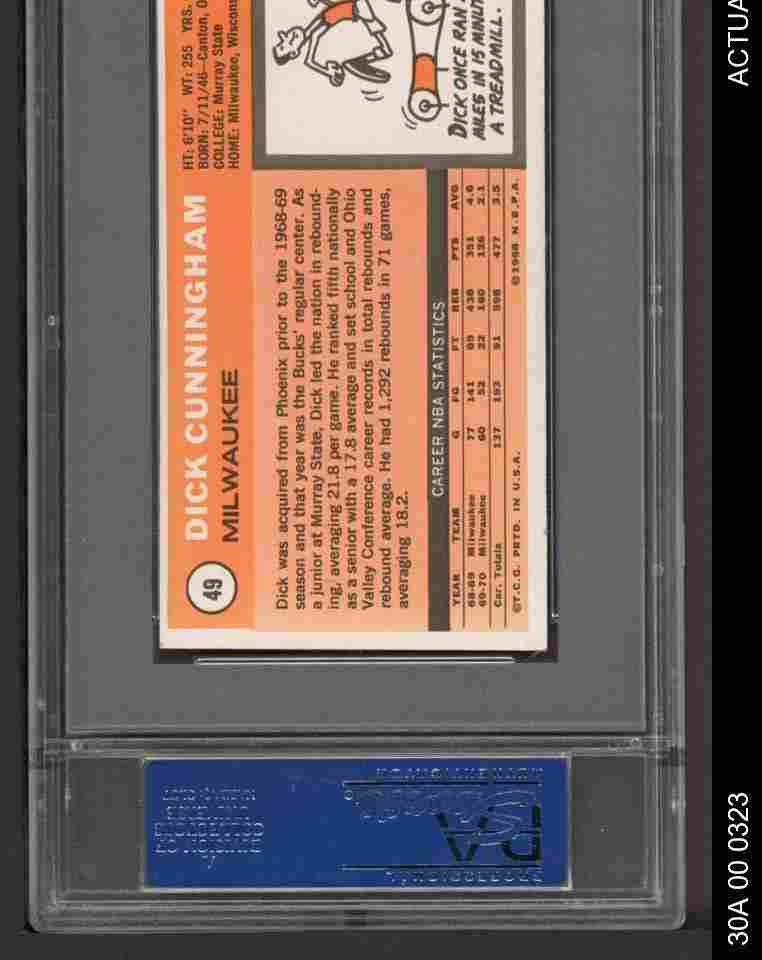 49
DICK CUNNINGHAM
MILWAUKEE
HT: 6'10" WT: 255 YRS.
BORN: 7/11/46—Canton, O
COLLEGE: Murray State
HOME: Milwaukee, Wiscons
Dick was acquired from Phoenix prior to the 1968-69
season and that year was the Bucks' regular center. As
a junior at Murray State, Dick led the nation in rebound-
ing, averaging 21.8 per game. He ranked fifth nationally
as a senior with a 17.8 average and set school and Ohio
Valley Conference career records in total rebounds and
rebound average. He had 1,292 rebounds in 71 games,
averaging 18.2.
DICK ONCE RAN
MILES IN 15 MINU
A TREADMILL.
CAREER NBA STATISTICS
YEAR TEAM G FG FT REB PTS AVG
68-69 Milwaukee 77 141 69 438 351 4.6
69-70 Milwaukee 60 52 22 160 126 2.1
Car. Totals 137 193 91 598 477 3.5
©T.C.G. PRTD. IN U.S.A. ©1968 N.B.P.A.
30A 00 0323 ACTUA